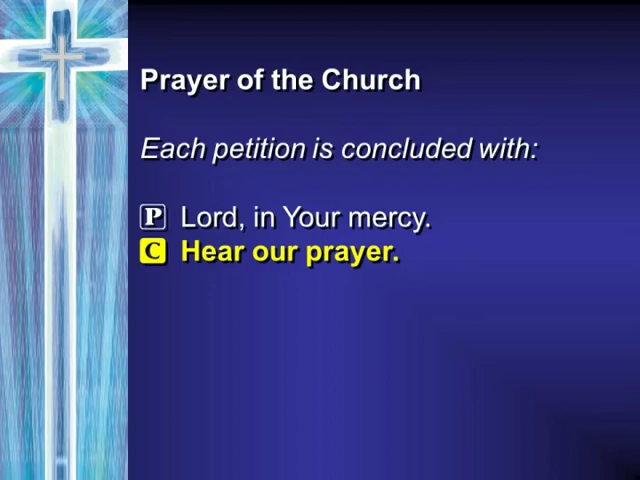 Prayer of the Church
Each petition is concluded with:
P Lord, in Your mercy.
C Hear our prayer.